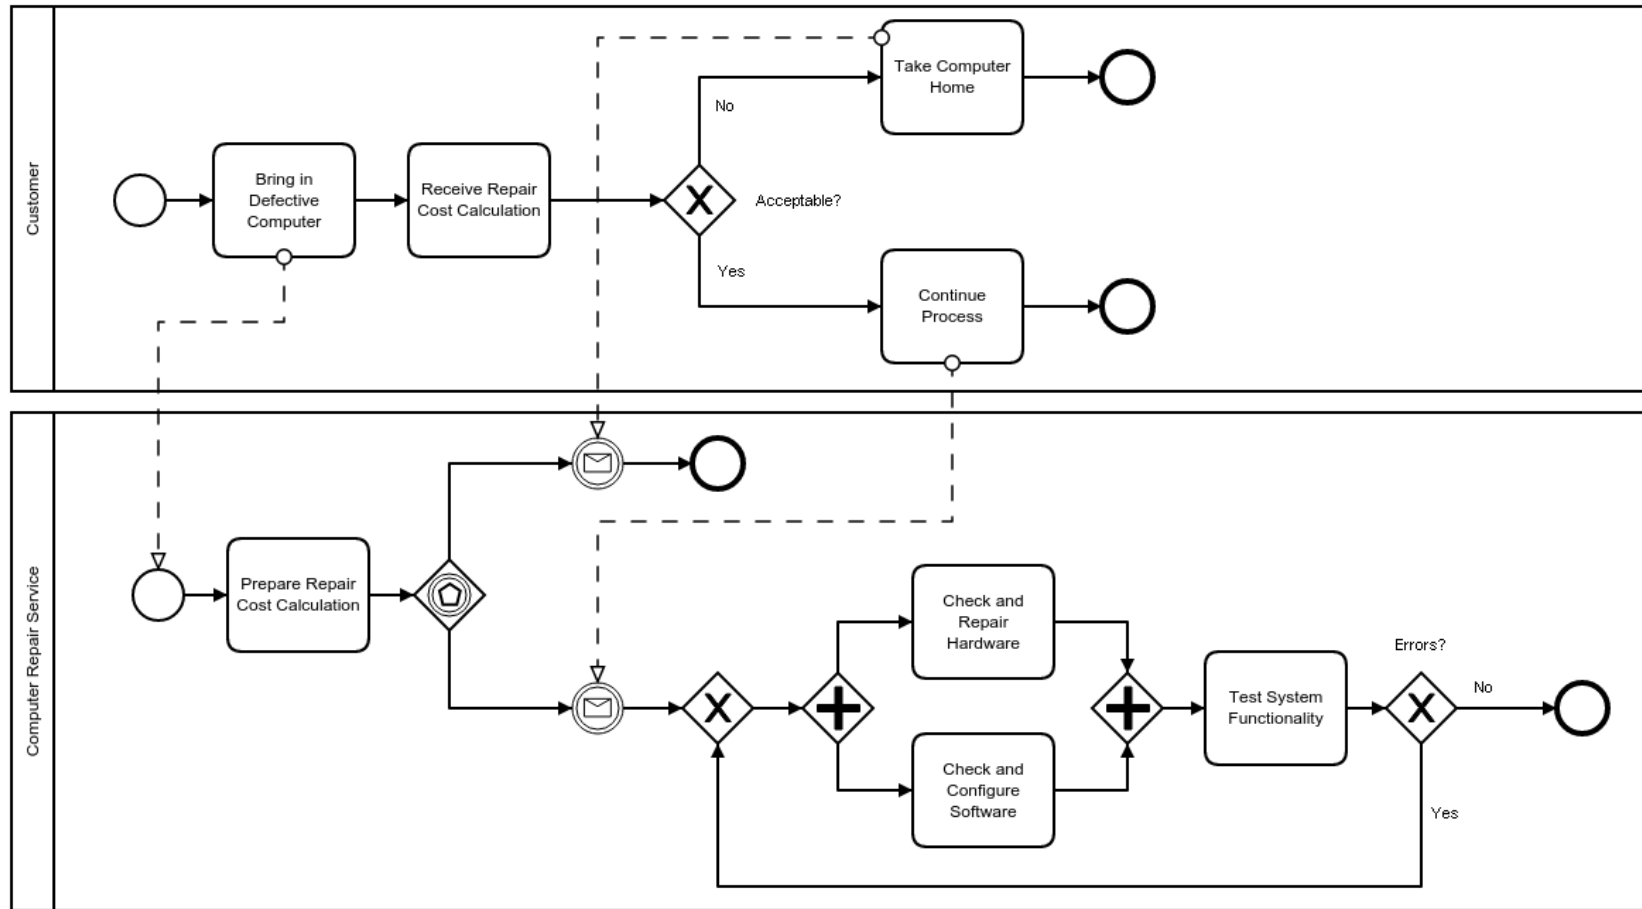 Customer
Bring in
Defective
Computer
Receive Repair
Cost Calculation
Acceptable?
No
Yes
Take Computer
Home
Continue
Process
Computer Repair Service
Prepare Repair
Cost Calculation
Check and
Repair
Hardware
Check and
Configure
Software
Test System
Functionality
Errors?
No
Yes